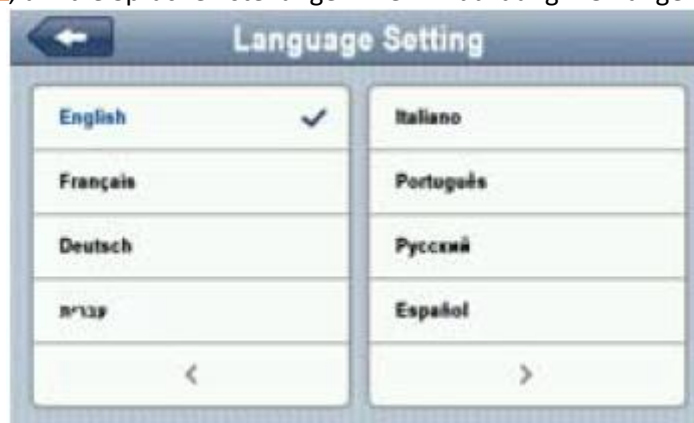 Language Setting
English
Français
Deutsch
עברית
Italiano
Português
Русский
Español